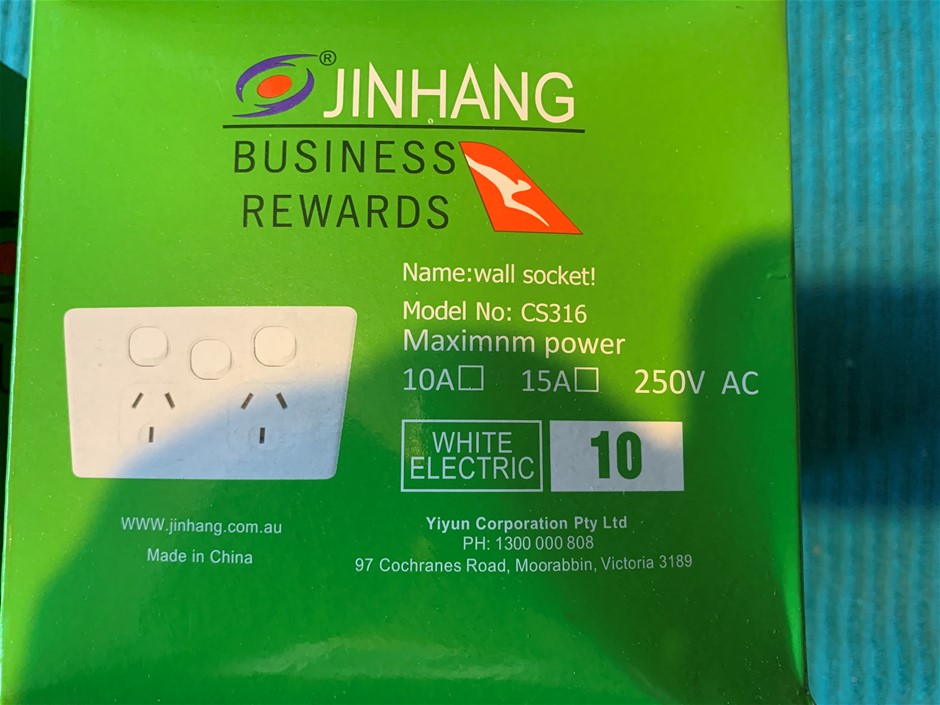 ® JINHANG
BUSINESS
REWARDS
Name:wall socket!
Model No: CS316
Maximnm power
10A□ 15A□ 250V AC
WHITE
ELECTRIC
10
WWW.jinhang.com.au
Made in China
Yiyun Corporation Pty Ltd
PH: 1300 000 808
97 Cochranes Road, Moorabbin, Victoria 3189